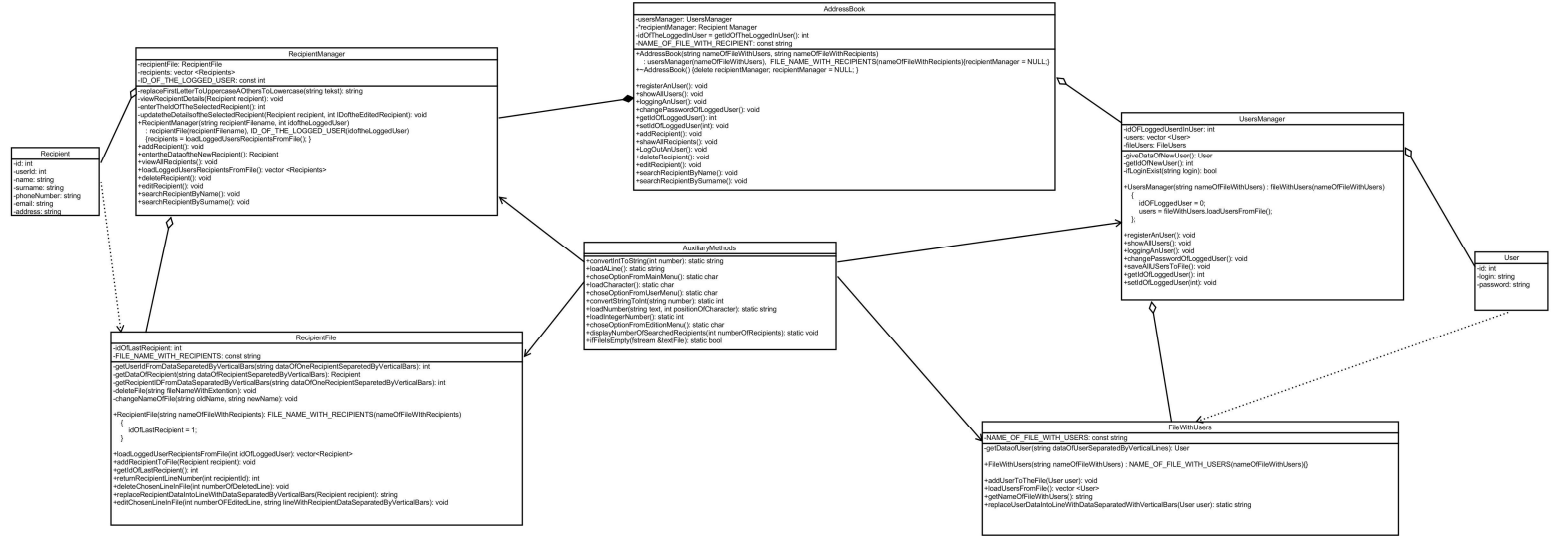 AddressBook
-usersManager: UsersManager
-*recipientManager: Recipient Manager
-idOfTheLoggedInUser = getIdOfTheLoggedInUser(): int
-NAME_OF_FILE_WITH_RECIPIENT: const string
+AddressBook(string nameOfFileWithUsers, string nameOfFileWithRecipients)
: usersManager(nameOfFileWithUsers), FILE_NAME_WITH_RECIPIENTS(nameOfFileWithRecipients){recipientManager = NULL;}
+~AddressBook() {delete recipientManager; recipientManager = NULL; }
+registerAnUser(): void
+showAllUsers(): void
+loggingAnUser(): void
+changePasswordOfLoggedUser(): void
+getIdOfLoggedUser(): int
+setIdOfLoggedUser(int): void
+addRecipient(): void
+shawAllRecipients(): void
+LogOutAnUser(): void
+deleteRecipient(): void
+editRecipient(): void
+searchRecipientByName(): void
+searchRecipientBySurname(): void
RecipientManager
-recipientFile: RecipientFile
-recipients: vector <Recipients>
-ID_OF_THE_LOGGED_USER: const int
-replaceFirstLetterToUppercaseAOthersToLowercase(string tekst): string
-viewRecipientDetails(Recipient recipient): void
-enterTheIdOfTheSelectedRecipient(): int
-updatetheDetailsoftheSelectedRecipient(Recipient recipient, int IDoftheEditedRecipient): void
+RecipientManager(string recipientFilename, int idoftheLoggedUser)
: recipientFile(recipientFilename), ID_OF_THE_LOGGED_USER(idoftheLoggedUser)
{recipients = loadLoggedUsersRecipientsFromFile(); }
+addRecipient(): void
+entertheDataoftheNewRecipient(): Recipient
+viewAllRecipients(): void
+loadLoggedUsersRecipientsFromFile(): vector <Recipients>
+deleteRecipient(): void
+editRecipient(): void
+searchRecipientByName(): void
+searchRecipientBySurname(): void
Recipient
-id: int
-userId: int
-name: string
-surname: string
-phoneNumber: string
-email: string
-address: string
UsersManager
-idOFLoggedUserdInUser: int
-users: vector <User>
-fileUsers: FileUsers
-giveDataOfNewUser(): User
-getIdOfNewUser(): int
-ifLoginExist(string login): bool
+UsersManager(string nameOfFileWithUsers) : fileWithUsers(nameOfFileWithUsers)
{
idOFLoggedUser = 0;
users = fileWithUsers.loadUsersFromFile();
};
+registerAnUser(): void
+showAllUsers(): void
+loggingAnUser(): void
+changePasswordOfLoggedUser(): void
+saveAllUSersToFile(): void
+getIdOfLoggedUser(): int
+setIdOfLoggedUser(int): void
User
-id: int
-login: string
-password: string
AuxiliaryMethods
+convertIntToString(int number): static string
+loadALine(): static string
+choseOptionFromMainMenu(): static char
+loadCharacter(): static char
+choseOptionFromUserMenu(): static char
+convertStringToInt(string number): static int
+loadNumber(string text, int positionOfCharacter): static string
+loadIntegerNumber(): static int
+choseOptionFromEditionMenu(): static char
+displayNumberOfSearchedRecipients(int numberOfRecipients): static void
+ifFileIsEmpty(fstream &textFile): static bool
RecipientFile
-idOfLastRecipient: int
-FILE_NAME_WITH_RECIPIENTS: const string
-getUserIdFromDataSeparatedByVerticalBars(string dataOfOneRecipientSeparetedByVerticalBars): int
-getDataOfRecipient(string dataOfRecipientSeparetedByVerticalBars): Recipient
-getRecipientIDFromDataSeparatedByVerticalBars(string dataOfOneRecipientSeparetedByVerticalBars): int
-deleteFile(string fileNameWithExtention): void
-changeNameOfFile(string oldName, string newName): void
+RecipientFile(string nameOfFileWithRecipients): FILE_NAME_WITH_RECIPIENTS(nameOfFileWIthRecipients)
{
idOfLastRecipient = 1;
}
+loadLoggedUserRecipientsFromFile(int idOfLoggedUser): vector<Recipient>
+addRecipientToFile(Recipient recipient): void
+getIdOfLastRecipient(): int
+returnRecipientLineNumber(int recipientId): int
+deleteChosenLineInFile(int numberOfDeletedLine): void
+replaceRecipientDataIntoLineWithDataSeparatedByVerticalBars(Recipient recipient): string
+editChosenLineInFile(int numberOFEditedLine, string lineWithRecipientDataSeparatedByVerticalBars): void
FileWithUsers
-NAME_OF_FILE_WITH_USERS: const string
-getDataofUser(string dataOfUserSeparatedByVerticalLines): User
+FileWithUsers(string nameOfFileWithUsers) : NAME_OF_FILE_WITH_USERS(nameOfFileWithUsers){}
+addUserToTheFile(User user): void
+loadUsersFromFile(): vector <User>
+getNameOfFileWithUsers(): string
+replaceUserDataIntoLineWithDataSeparatedWithVerticalBars(User user): static string